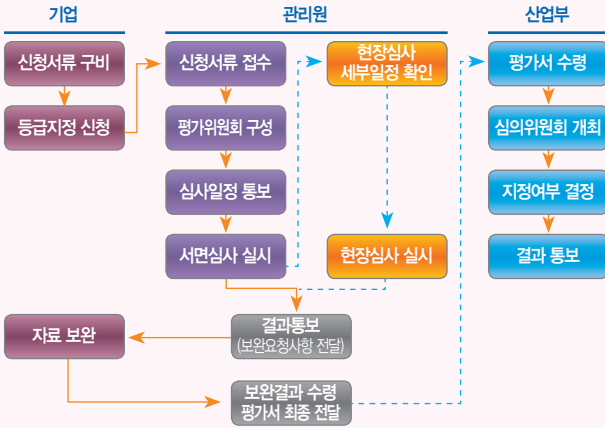 기업
관리원
산업부
신청서류 구비
신청서류 접수
현장심사
세부일정 확인
평가서 수령
등급지정 신청
평가위원회 구성
심의위원회 개최
심사일정 통보
지정여부 결정
서면심사 실시
현장심사 실시
결과 통보
자료 보완
결과통보
(보완요청사항 전달)
보완결과 수령
평가서 최종 전달